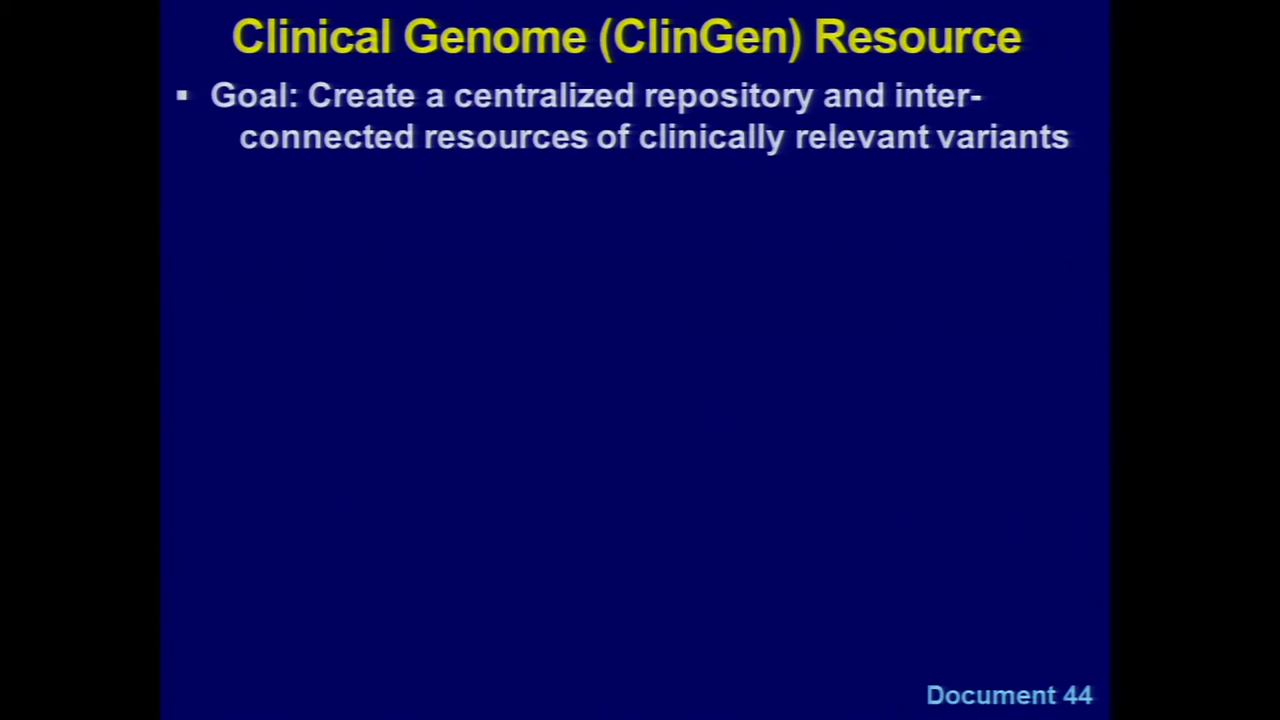 Clinical Genome (ClinGen) Resource
▪ Goal: Create a centralized repository and inter-
connected resources of clinically relevant variants
Document 44